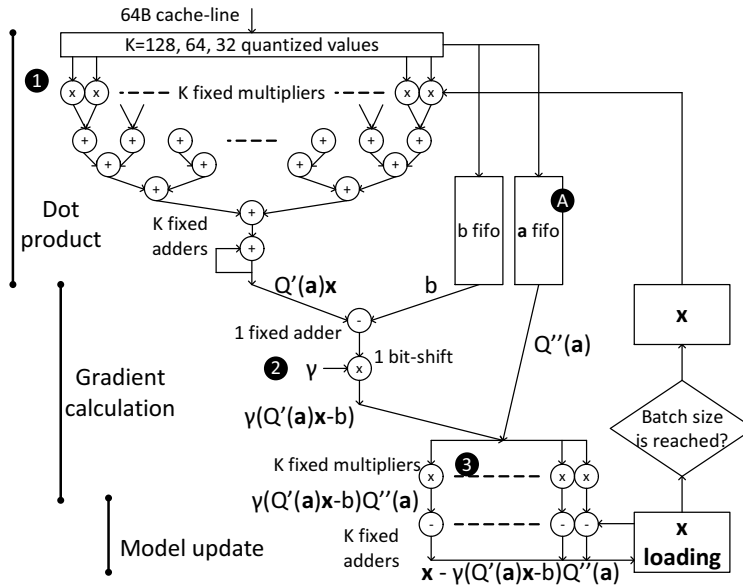 64B cache-line
K=128, 64, 32 quantized values
1
x x x x
K fixed multipliers
+ + + + + +
+ + + +
+ +
+
A
Dot
product
K fixed
adders
+
b fifo
a fifo
Q'(a)x
b
x
-
1 fixed adder
Q''(a)
2
γ
x
1 bit-shift
Gradient
calculation
γ(Q'(a)x-b)
Batch size
is reached?
K fixed multipliers
3
x x x
γ(Q'(a)x-b)Q''(a)
- - -
K fixed
adders
x
loading
Model update
x - γ(Q'(a)x-b)Q''(a)